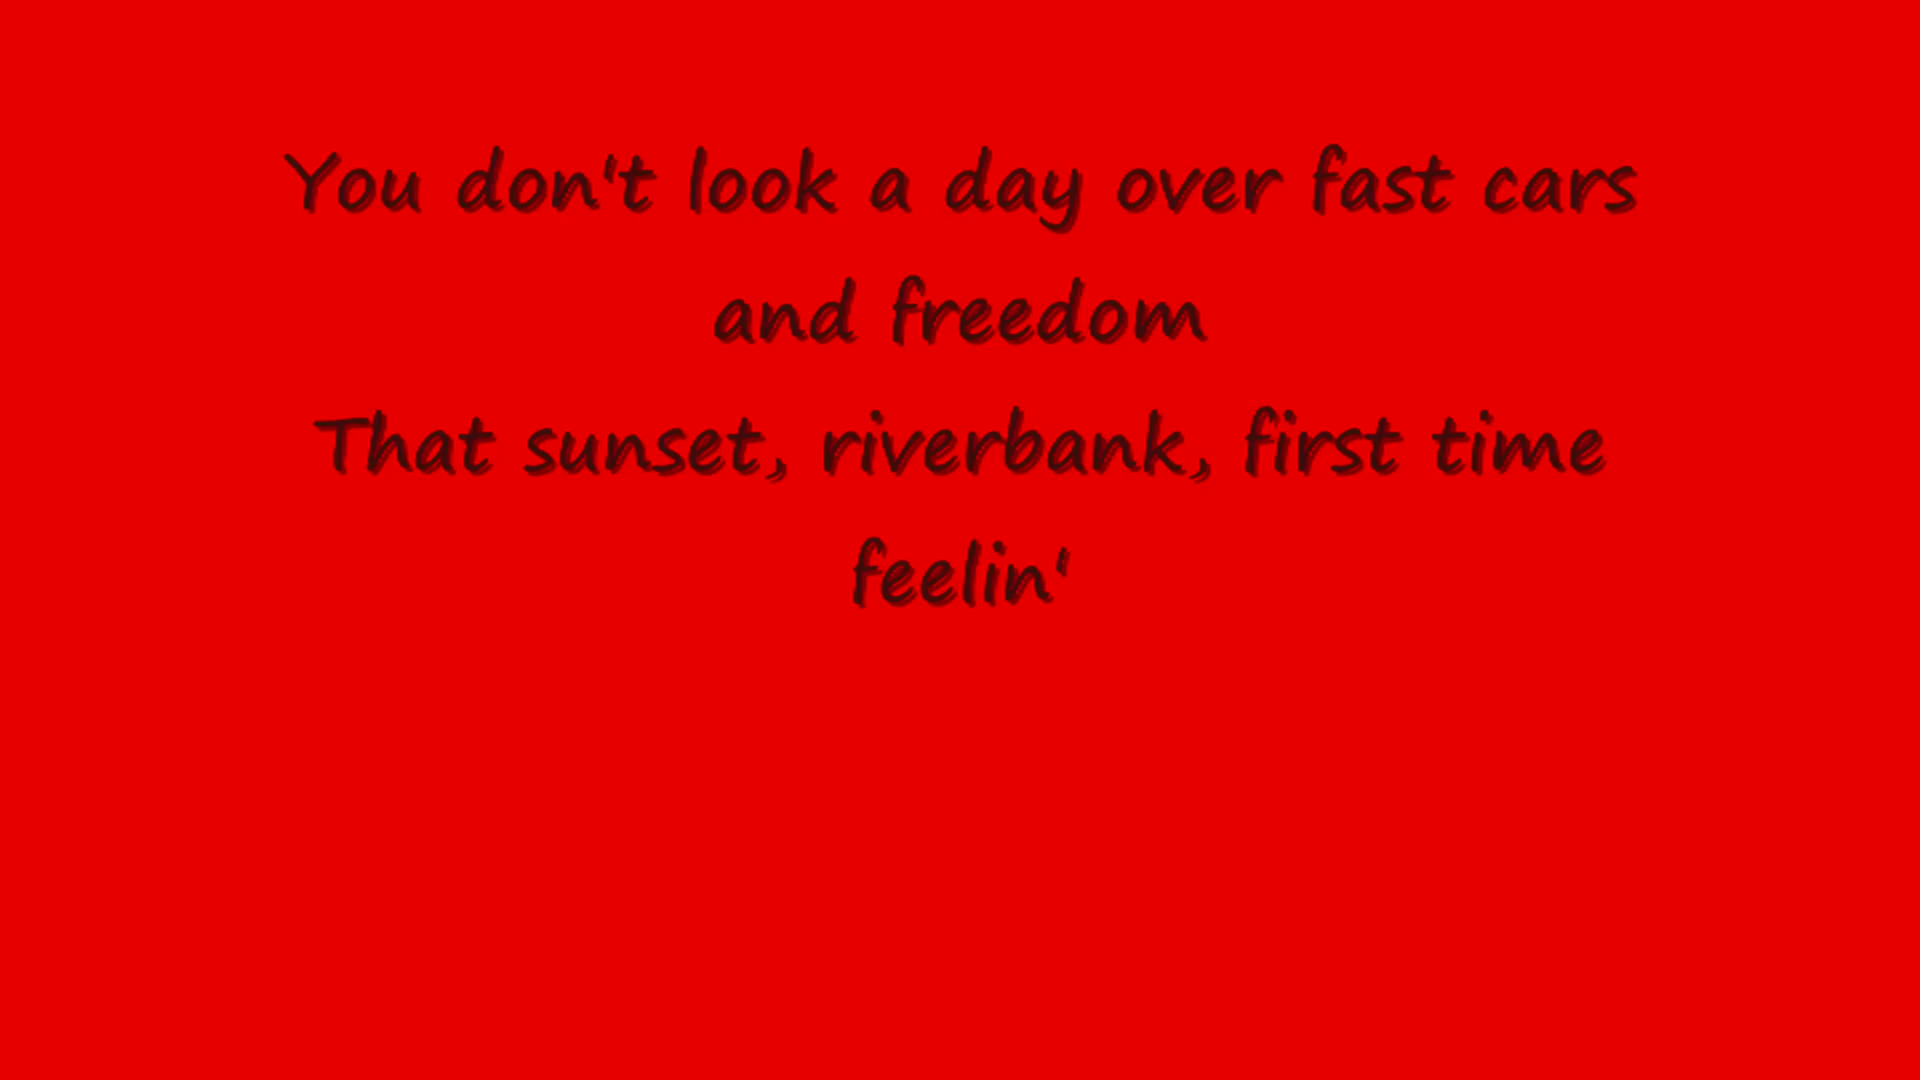 You don't look a day over fast cars
and freedom
That sunset, riverbank, first time
feelin'